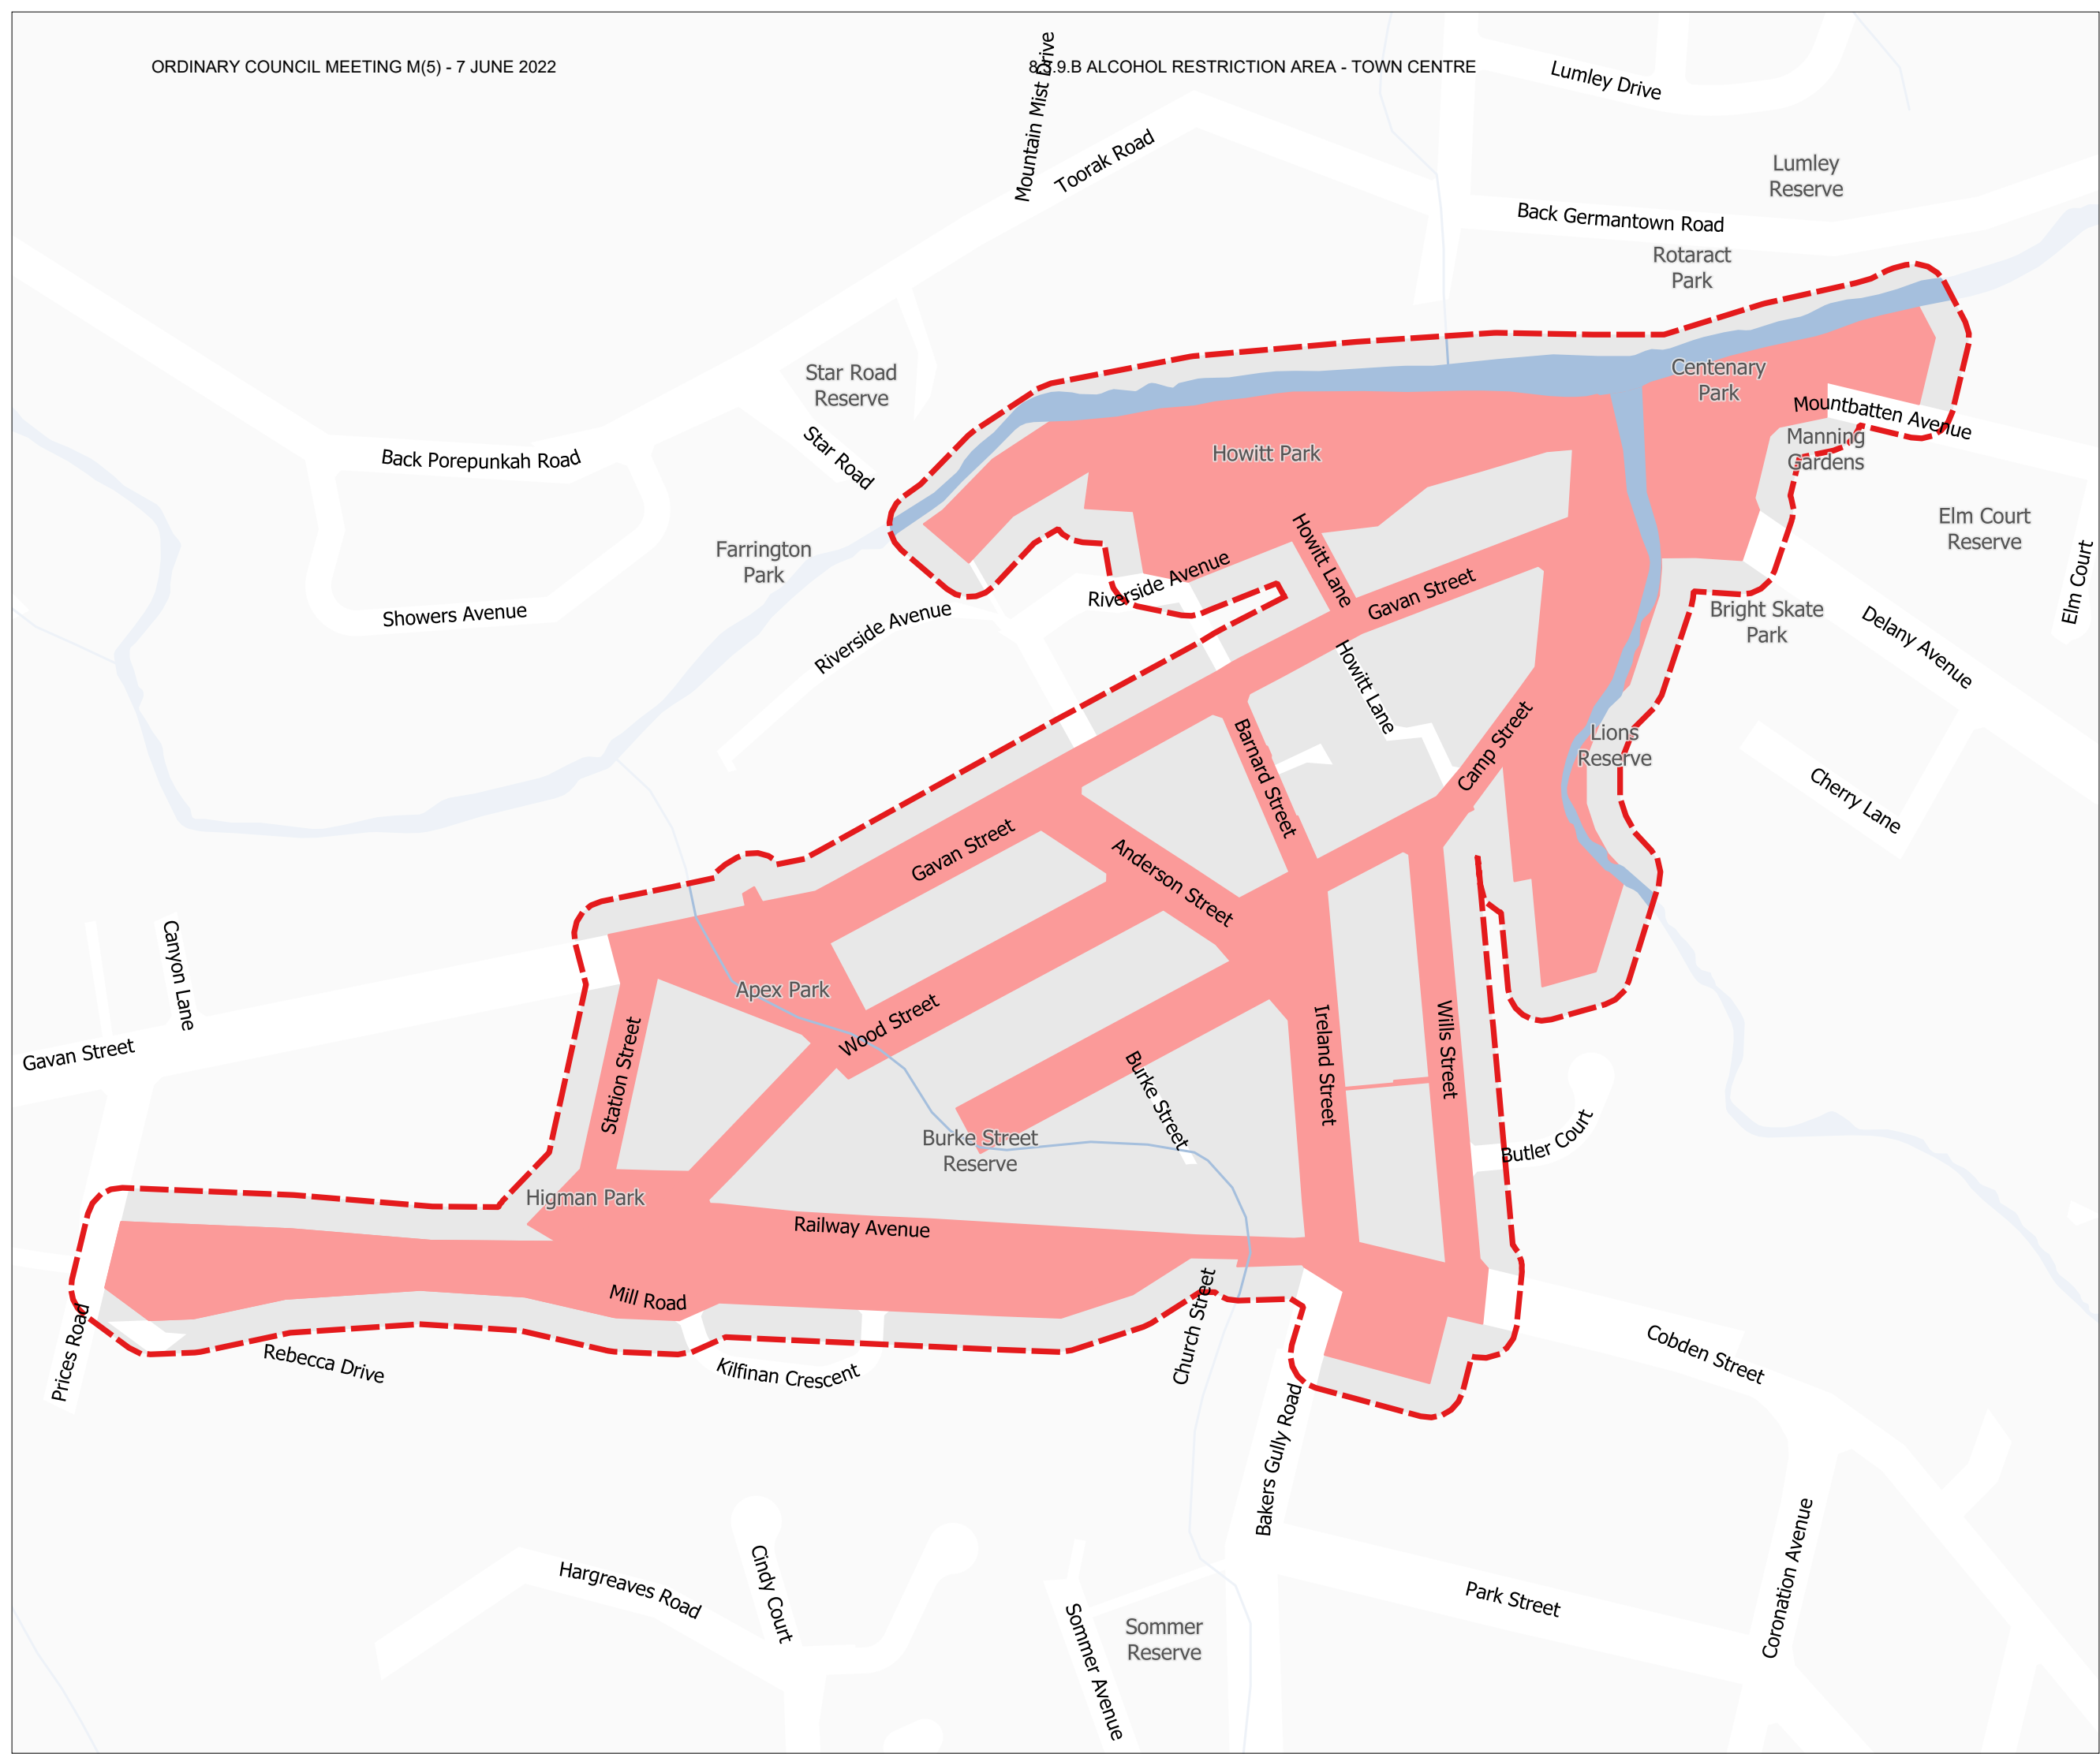 ORDINARY COUNCIL MEETING M(5) - 7 JUNE 2022
ALCOHOL RESTRICTION AREA - TOWN CENTRE
Mountain Mist Drive
Lumley Drive
Toorak Road
Lumley
Reserve
Back Germantown Road
Rotaract
Park
Star Road
Reserve
Centenary
Park
Mountbatten Avenue
Star Road
Back Porepunkah Road
Howitt Park
Manning
Gardens
Elm Court
Reserve
Elm Court
Farrington
Park
Howitt Lane
Riverside Avenue
Gavan Street
Showers Avenue
Riverside Avenue
Bright Skate
Park
Delany Avenue
Howitt Lane
Lions
Reserve
Camp Street
Barnard Street
Cherry Lane
Gavan Street
Anderson Street
Canyon Lane
Apex Park
Wood Street
Gavan Street
Station Street
Burke Street
Ireland Street
Wills Street
Burke Street
Reserve
Butler Court
Higman Park
Railway Avenue
Mill Road
Church Street
Prices Road
Rebecca Drive
Kilfinan Crescent
Cobden Street
Bakers Gully Road
Hargreaves Road
Cindy Court
Park Street
Coronation Avenue
Sommer Avenue
Sommer
Reserve